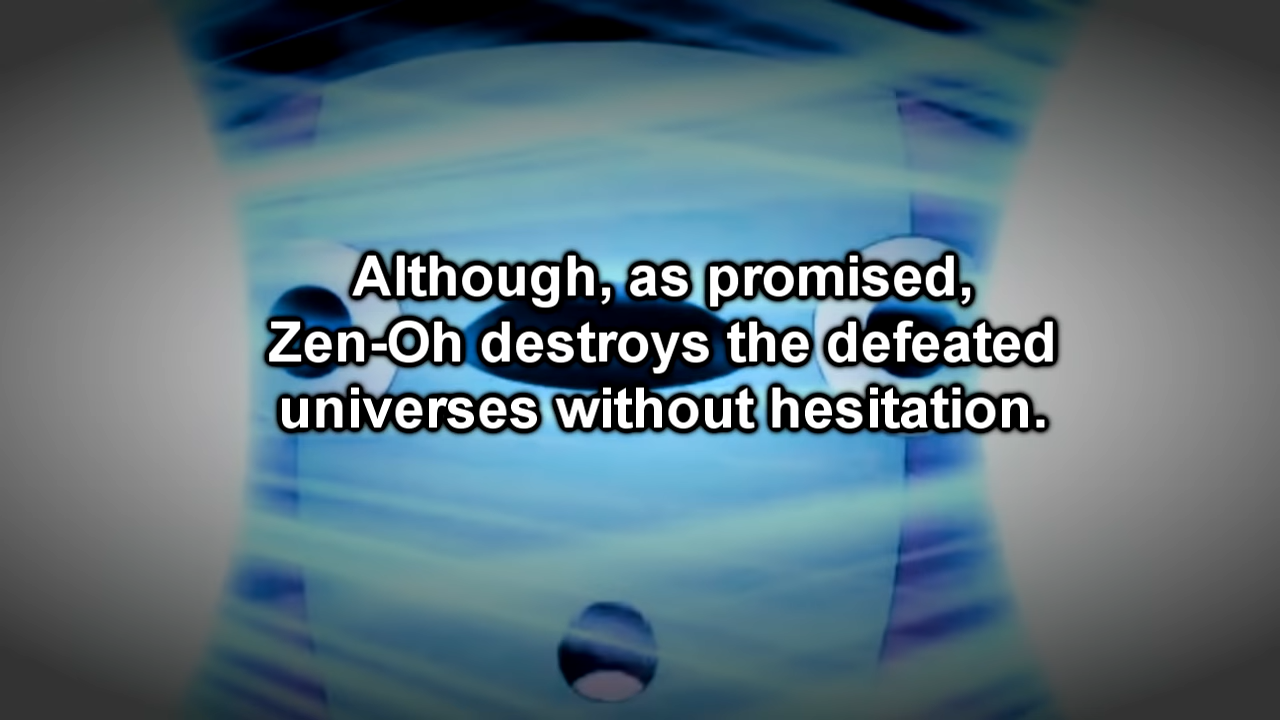 Although, as promised,
Zen-Oh destroys the defeated
universes without hesitation.